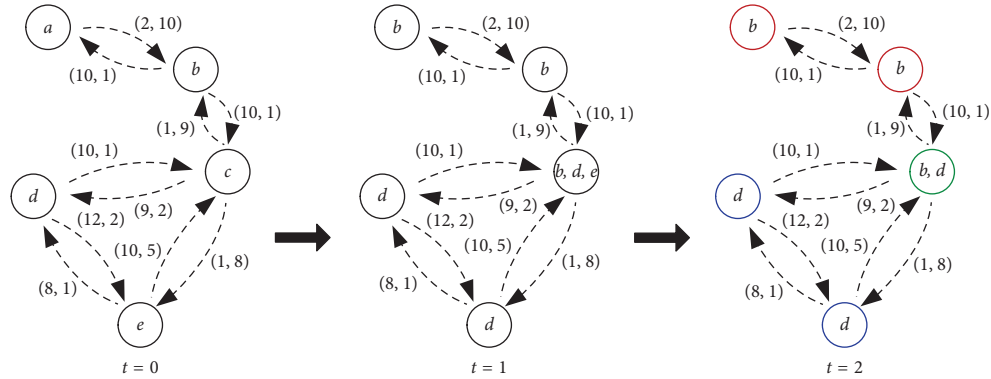 a
(2, 10)
(10, 1)
b
(10, 1)
(1, 9)
(10, 1)
c
d
(9, 2)
(12, 2)
(10, 5)
(1, 8)
(8, 1)
e
t = 0
b
(2, 10)
(10, 1)
b
(10, 1)
(1, 9)
(10, 1)
b, d, e
d
(9, 2)
(12, 2)
(10, 5)
(1, 8)
(8, 1)
d
t = 1
b
(2, 10)
(10, 1)
b
(10, 1)
(1, 9)
(10, 1)
b, d
d
(9, 2)
(12, 2)
(10, 5)
(1, 8)
(8, 1)
d
t = 2